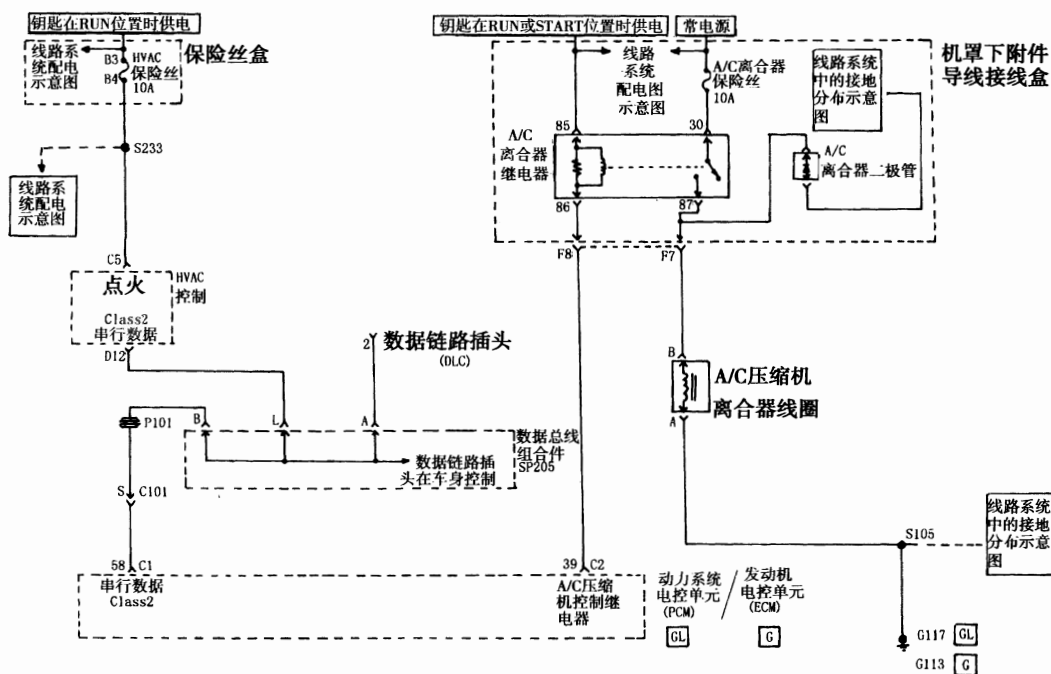 钥匙在RUN位置时供电
线路系
统配电
示意图
B3
B4
HVAC
保险丝
10A
保险丝盒
S233
线路系
统配电
示意图
C5
点火
Class2
串行数据
HVAC
控制
D12
2
数据链路插头
(DLC)
P101
B
L
A
数据总线
组合件
SP205
数据链路插
头在车身控制
S
C101
58
C1
串行数据
Class2
39
C2
A/C压缩
机控制继
电器
动力系统
电控单元
(PCM)
GL
发动机
电控单元
(ECM)
G
钥匙在RUN或START位置时供电
常电源
线路
系统
配电图
示意图
A/C离合器
保险丝
10A
线路系统
中的接地
分布示意
图
机罩下附件
导线接线盒
85
30
A/C
离合器
继电器
86
87
A/C
离合器二极管
F8
F7
B
A/C压缩机
离合器线圈
A
S105
线路系统
中的接地
分布示意
图
G117
GL
G113
G